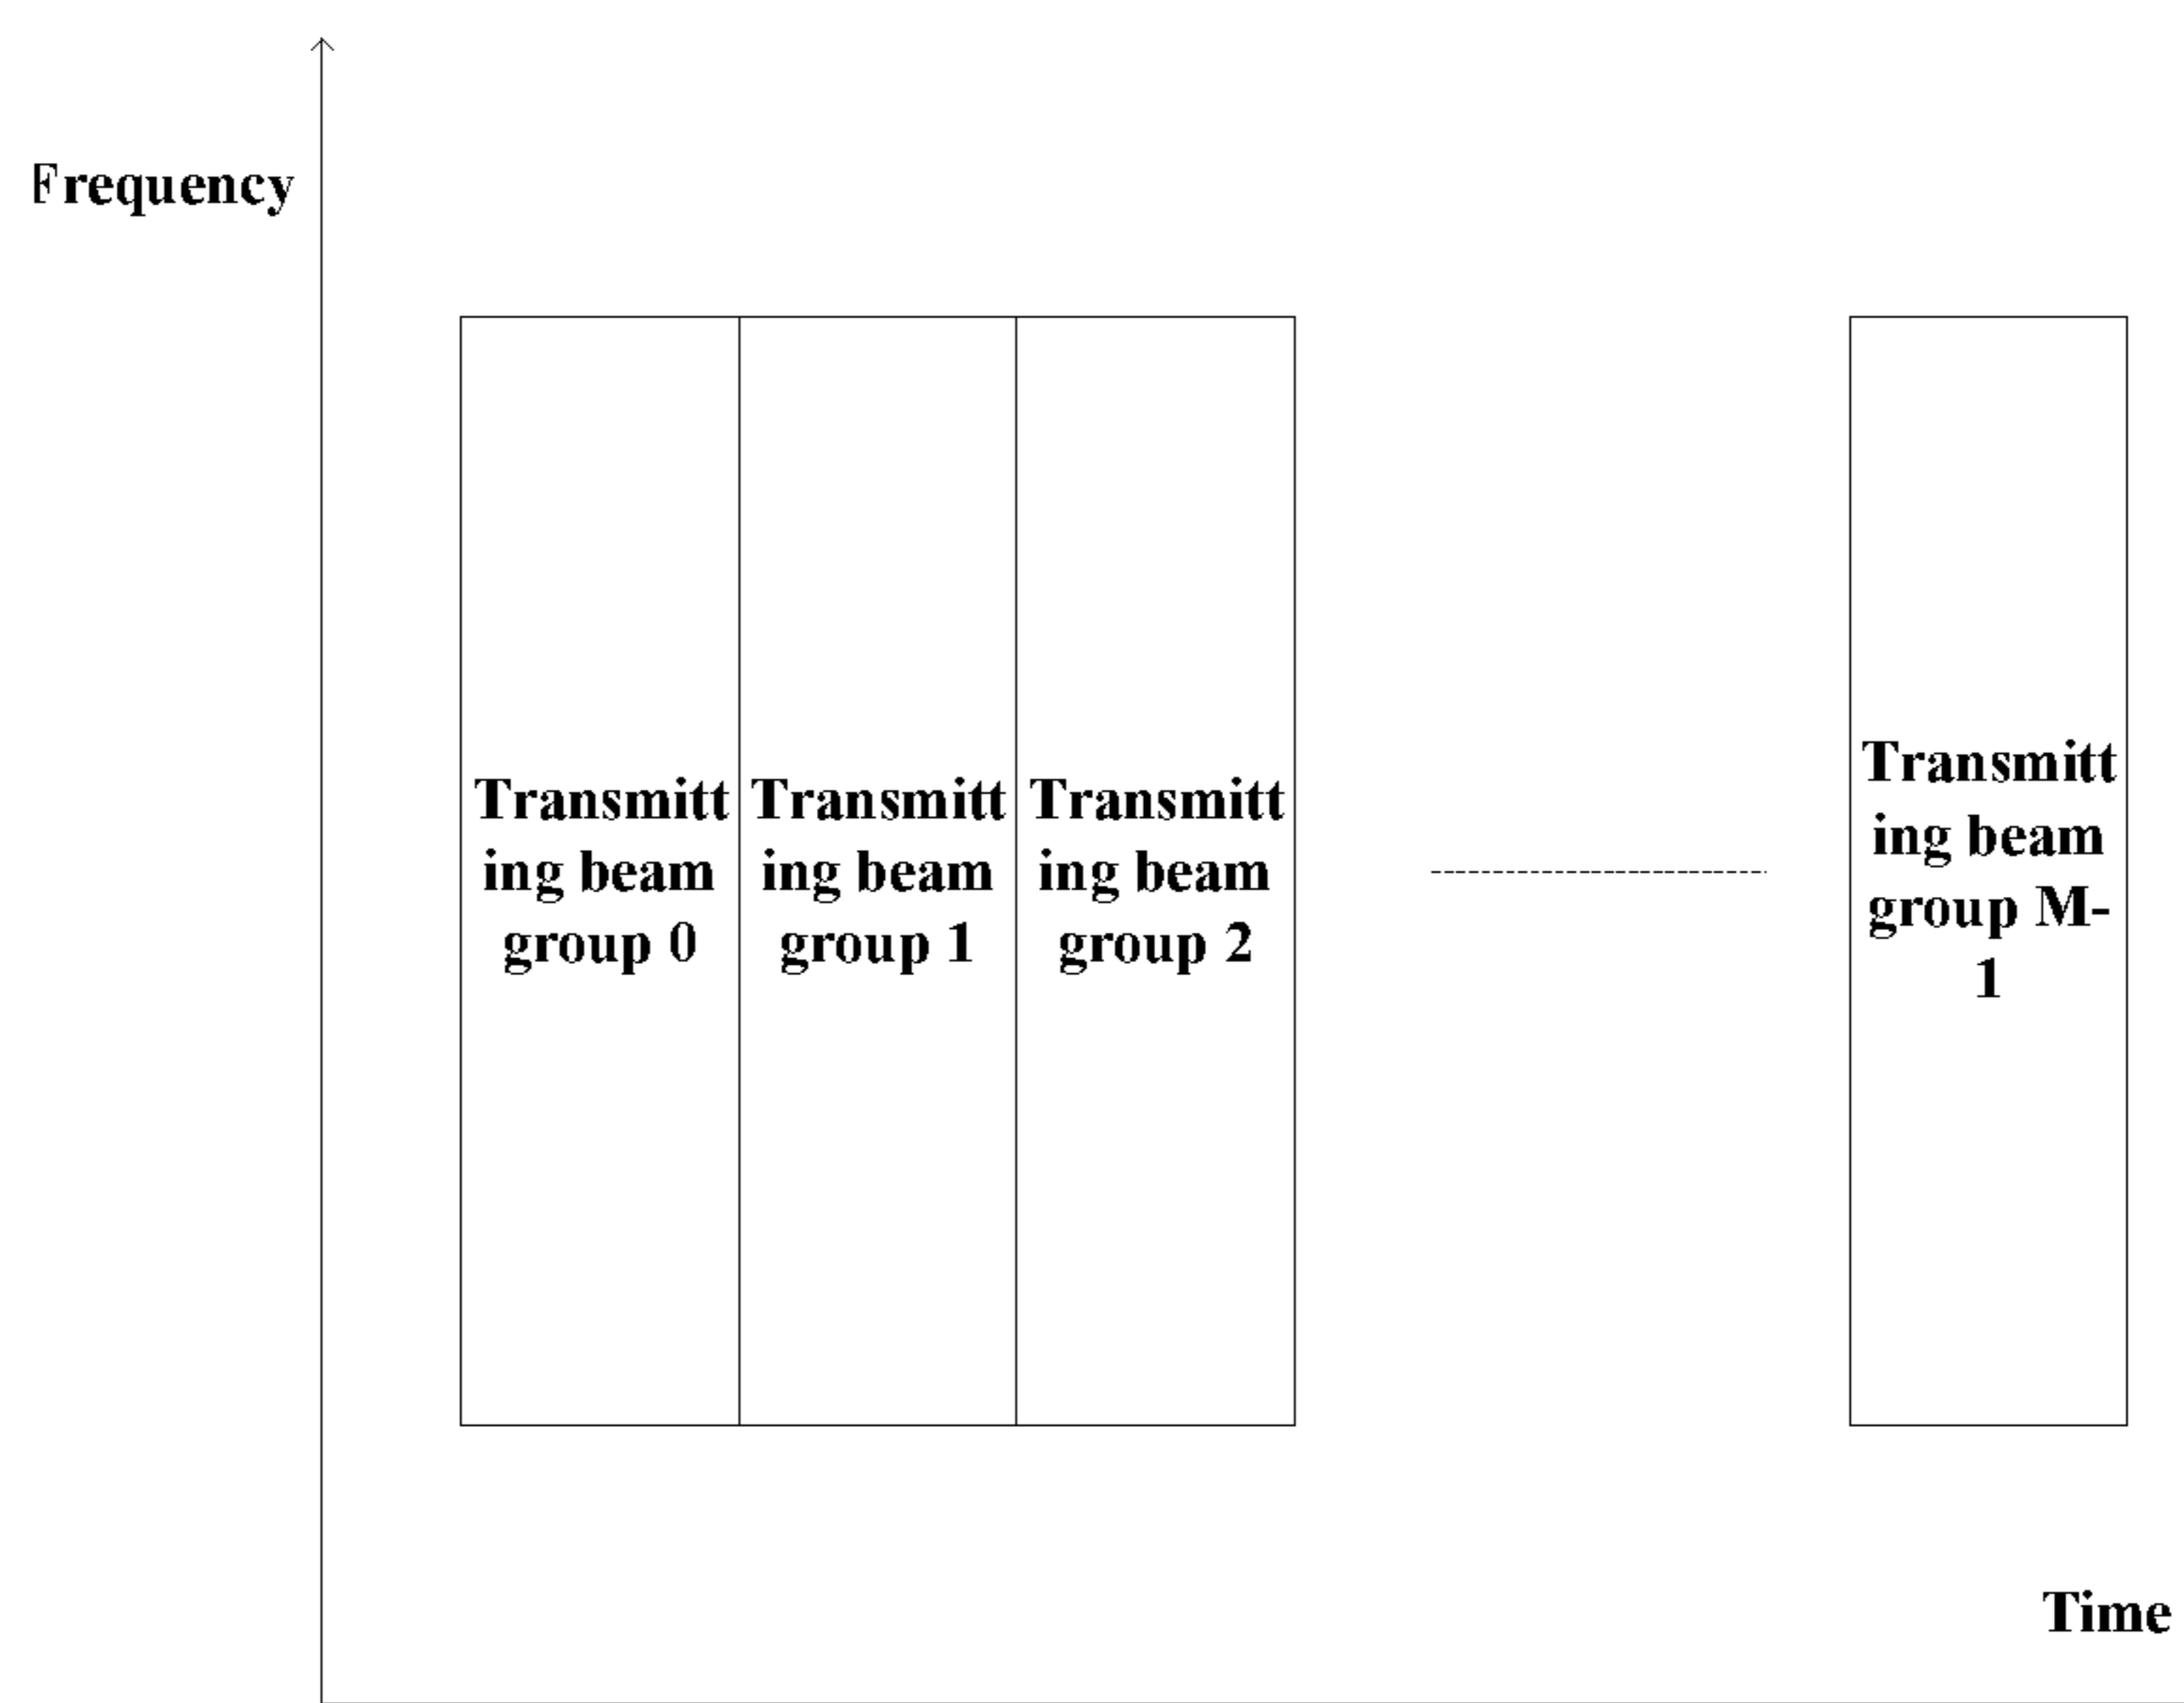 Frequency
Transmitt
ing beam
group 0
Transmitt
ing beam
group 1
Transmitt
ing beam
group 2
Transmitt
ing beam
group M-
1
Time